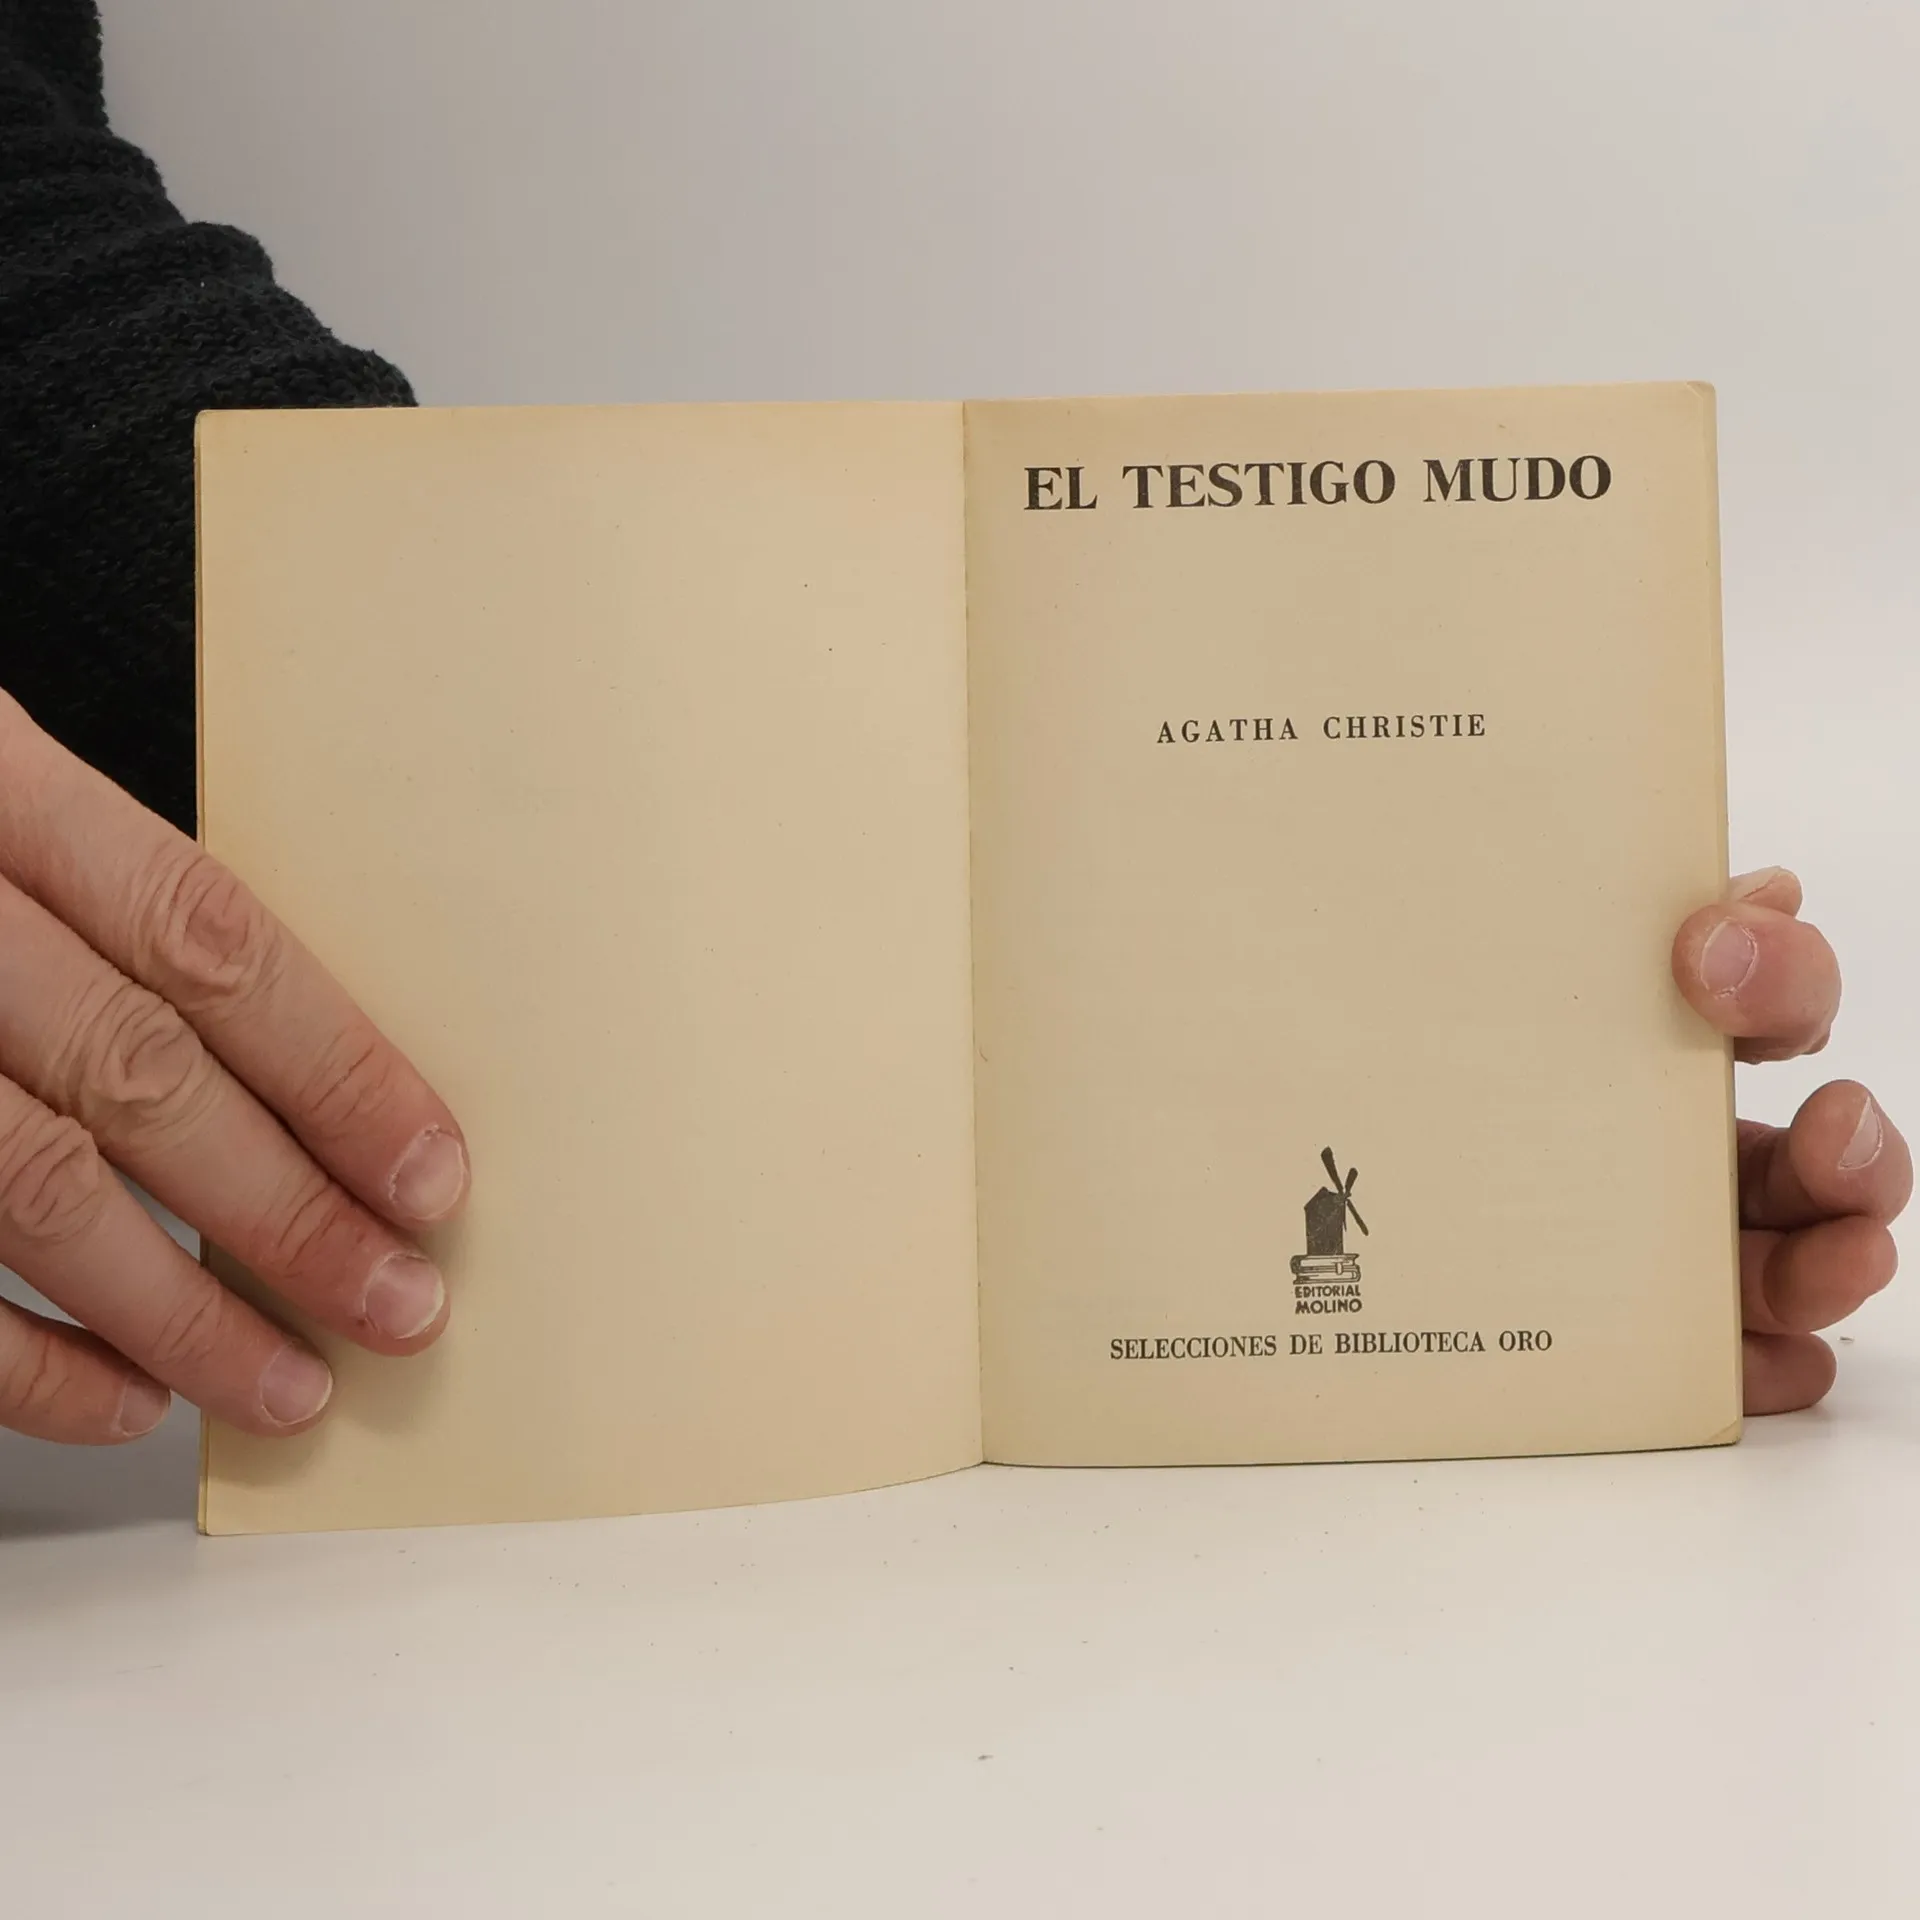 EL TESTIGO MUDO
AGATHA CHRISTIE
EDITORIAL
MOLINO
SELECCIONES DE BIBLIOTECA ORO